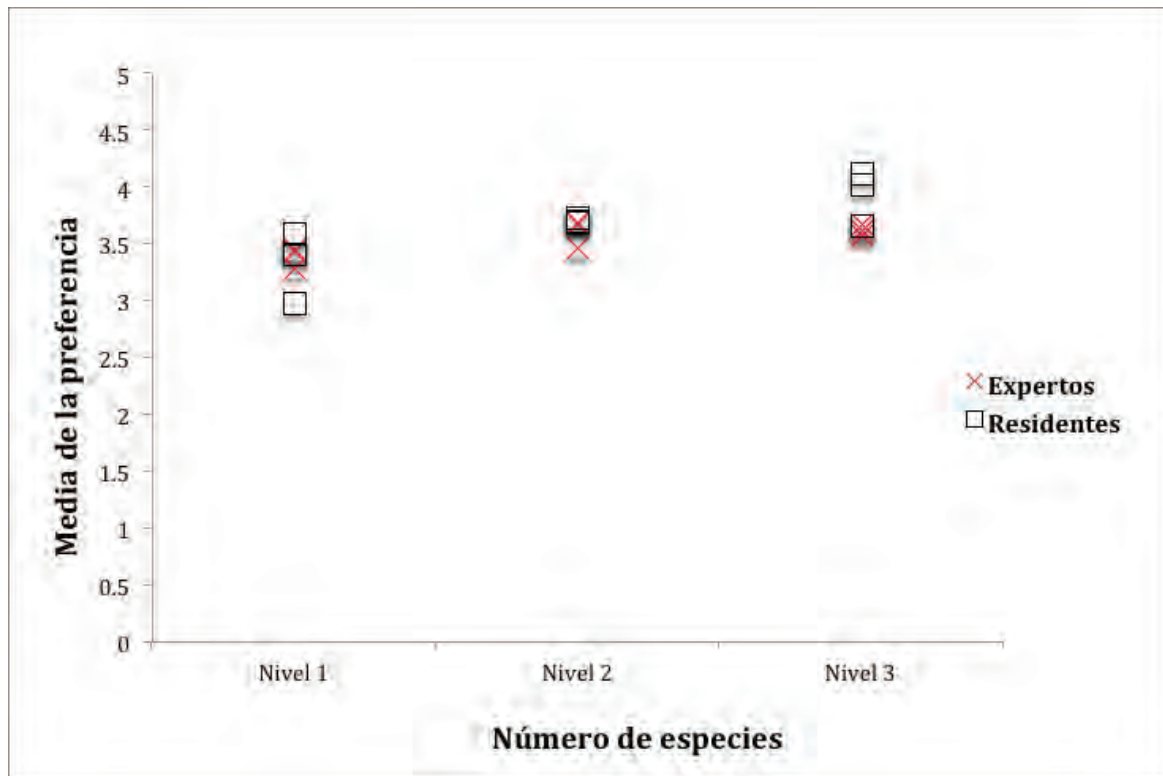 5
4.5
4
3.5
3
2.5
2
1.5
1
0.5
0
Media de la preferencia
Nivel 1
Nivel 2
Nivel 3
Número de especies
Expertos
Residentes